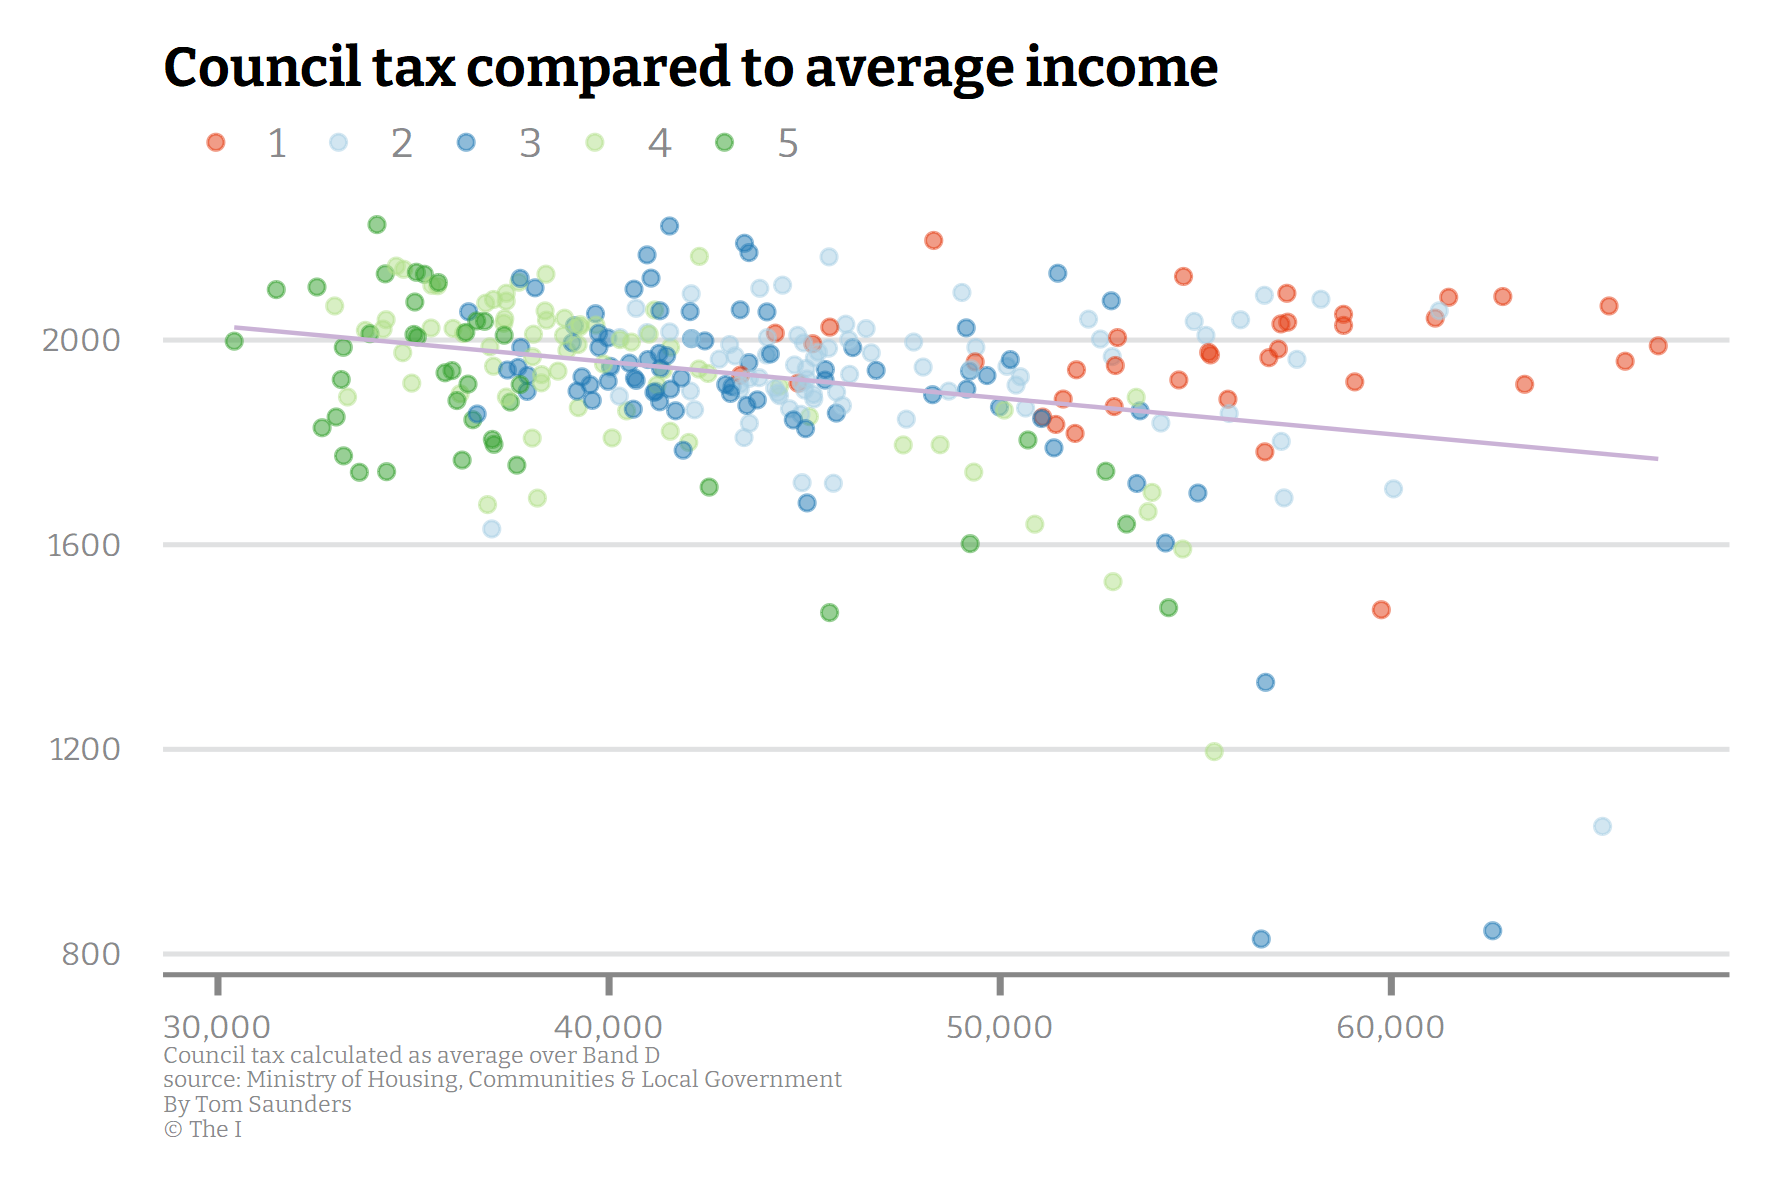 Council tax compared to average income
1 2 3 4 5
2000
1600
1200
800
30,000 40,000 50,000 60,000
Council tax calculated as average over Band D
source: Ministry of Housing, Communities & Local Government
By Tom Saunders
© The I